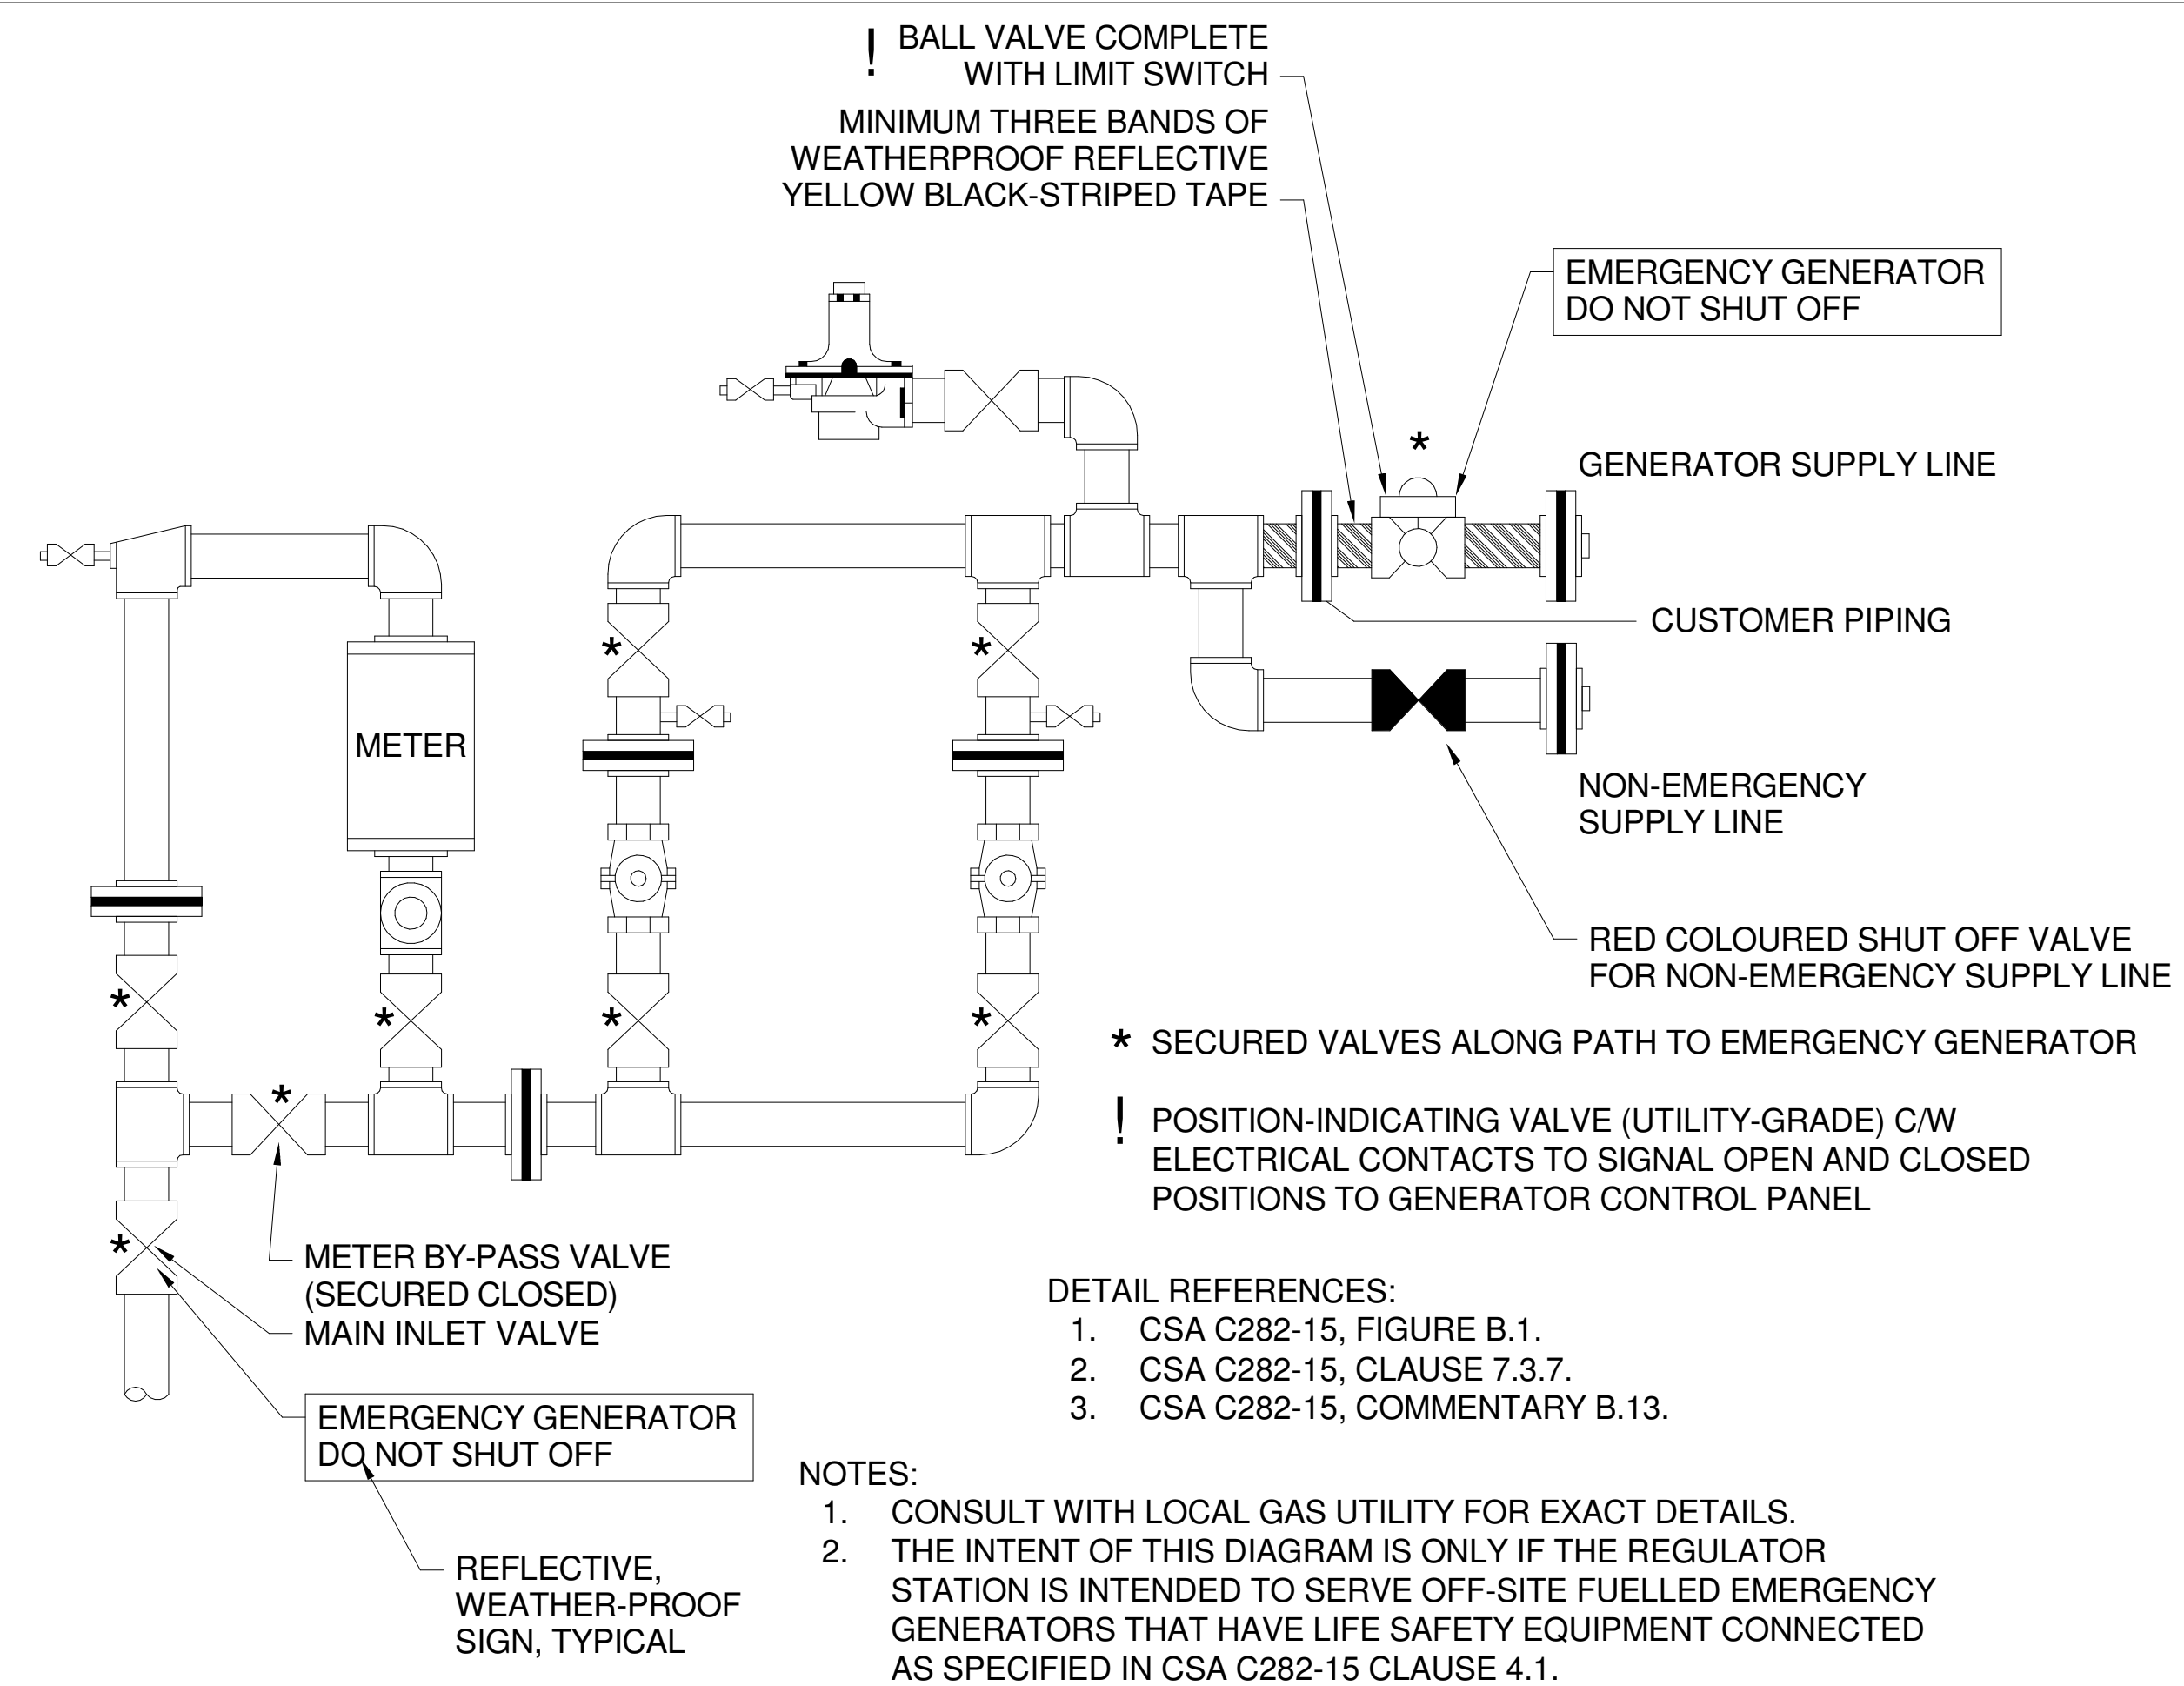 ! BALL VALVE COMPLETE
WITH LIMIT SWITCH
MINIMUM THREE BANDS OF
WEATHERPROOF REFLECTIVE
YELLOW BLACK-STRIPED TAPE
EMERGENCY GENERATOR
DO NOT SHUT OFF
*
GENERATOR SUPPLY LINE
CUSTOMER PIPING
*
*
METER
NON-EMERGENCY
SUPPLY LINE
RED COLOURED SHUT OFF VALVE
FOR NON-EMERGENCY SUPPLY LINE
*
*
*
*
* SECURED VALVES ALONG PATH TO EMERGENCY GENERATOR
*
! POSITION-INDICATING VALVE (UTILITY-GRADE) C/W
ELECTRICAL CONTACTS TO SIGNAL OPEN AND CLOSED
POSITIONS TO GENERATOR CONTROL PANEL
*
METER BY-PASS VALVE
(SECURED CLOSED)
MAIN INLET VALVE
EMERGENCY GENERATOR
DO NOT SHUT OFF
REFLECTIVE,
WEATHER-PROOF
SIGN, TYPICAL
DETAIL REFERENCES:
1. CSA C282-15, FIGURE B.1.
2. CSA C282-15, CLAUSE 7.3.7.
3. CSA C282-15, COMMENTARY B.13.
NOTES:
1. CONSULT WITH LOCAL GAS UTILITY FOR EXACT DETAILS.
2. THE INTENT OF THIS DIAGRAM IS ONLY IF THE REGULATOR
STATION IS INTENDED TO SERVE OFF-SITE FUELLED EMERGENCY
GENERATORS THAT HAVE LIFE SAFETY EQUIPMENT CONNECTED
AS SPECIFIED IN CSA C282-15 CLAUSE 4.1.